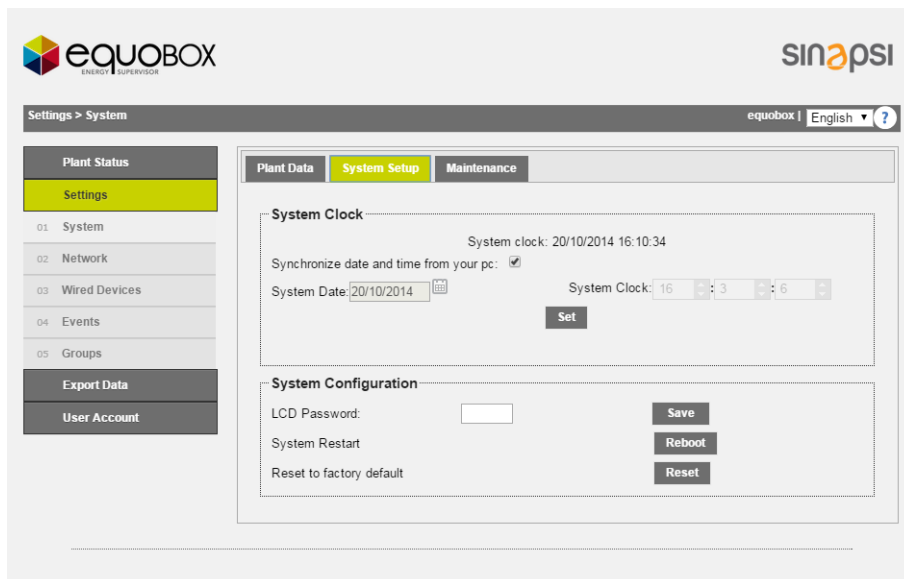 equoBOX
ENERGY SUPERVISOR
sinapsi
Settings > System
equobox | English ?
Plant Status
Settings
01 System
02 Network
03 Wired Devices
04 Events
05 Groups
Export Data
User Account
Plant Data System Setup Maintenance
System Clock
System clock: 20/10/2014 16:10:34
Synchronize date and time from your pc:
System Date: 20/10/2014 System Clock: 16 : 3 : 6
Set
System Configuration
LCD Password: Save
System Restart Reboot
Reset to factory default Reset